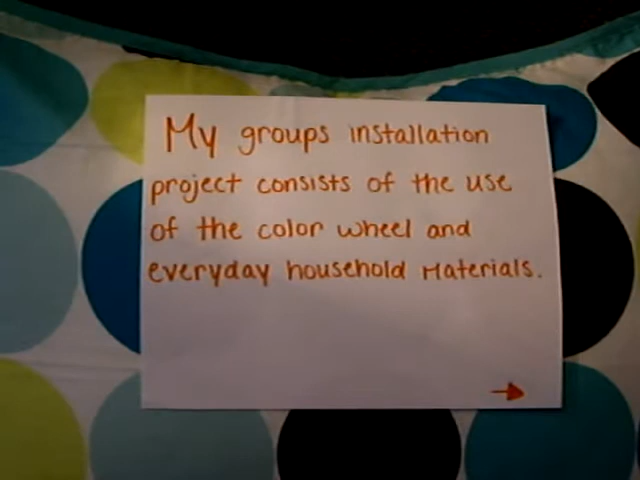 My groups installation
project consists of the use
of the color wheel and
everyday household Materials.